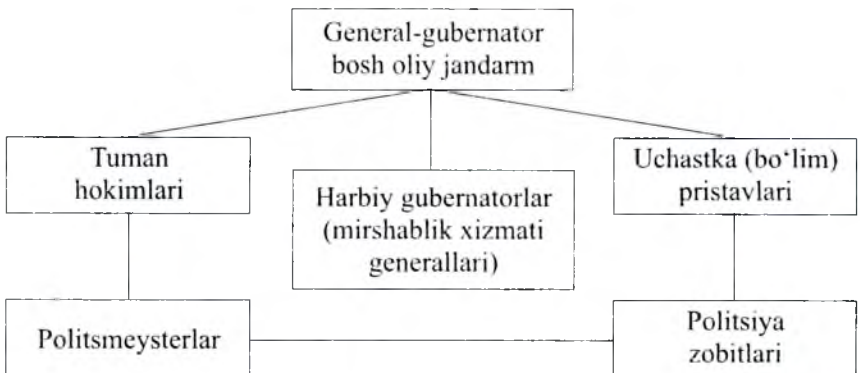 General-gubernator
bosh oliy jandarm
Tuman
hokimlari
Harbiy gubernatorlar
(mirshablik xizmati
generallari)
Uchastka (bo‘lim)
pristavlari
Politsmeysterlar
Politsiya
zobitlari